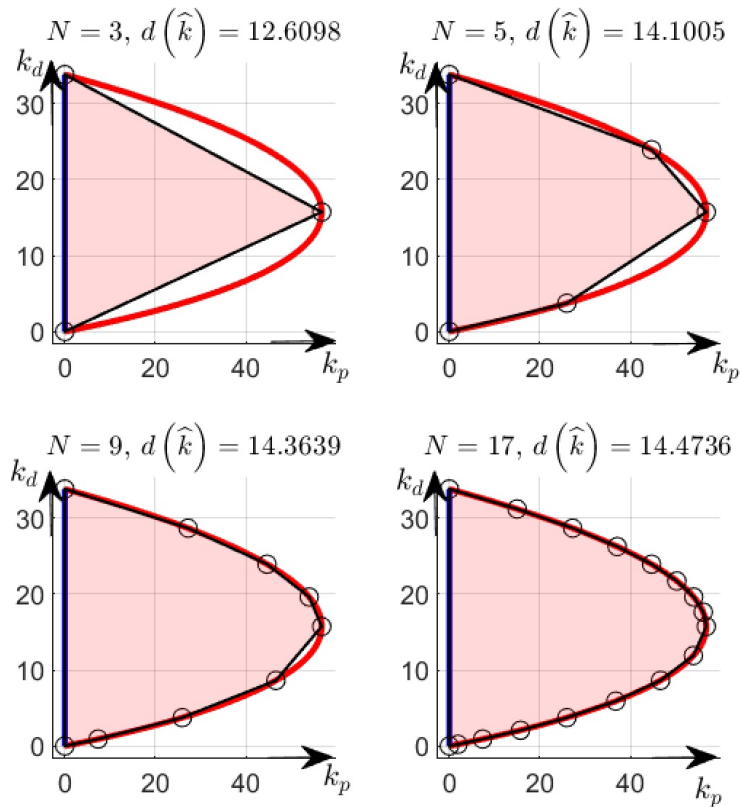 N = 3, d(k̂) = 12.6098
k_d
30
20
10
0
0 20 40
k_p
N = 5, d(k̂) = 14.1005
k_d
30
20
10
0
0 20 40
k_p
N = 9, d(k̂) = 14.3639
k_d
30
20
10
0
0 20 40
k_p
N = 17, d(k̂) = 14.4736
k_d
30
20
10
0
0 20 40
k_p